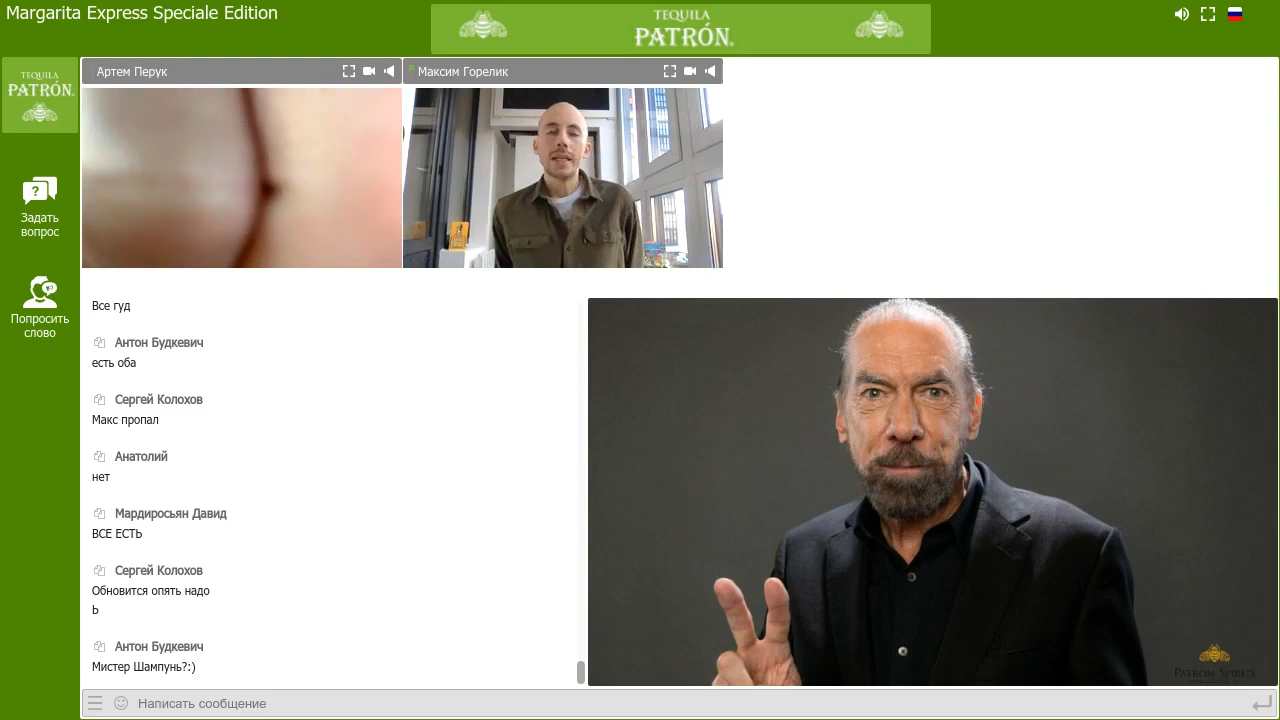 Margarita Express Speciale Edition
TEQUILA
PATRÓN.
TEQUILA
PATRÓN.
Задать
вопрос
Попросить
слово
Артем Перук
Максим Горелик
Все гуд
Антон Будкевич
есть оба
Сергей Колохов
Макс пропал
Анатолий
нет
Мардиросьян Давид
ВСЕ ЕСТЬ
Сергей Колохов
Обновится опять надо
Ь
Антон Будкевич
Мистер Шампунь?:)
Написать сообщение
PATRÓN SPIRITS